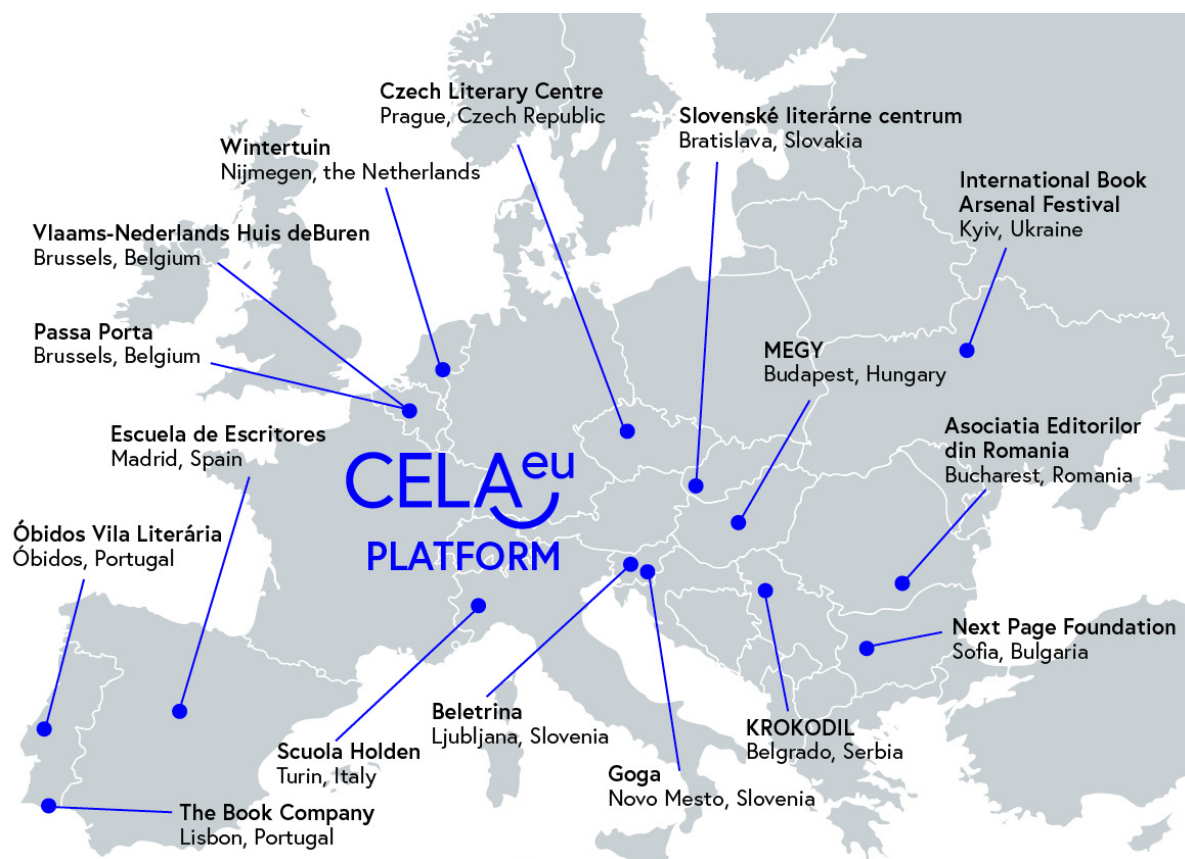 Czech Literary Centre
Prague, Czech Republic
Slovenské literárne centrum
Bratislava, Slovakia
Wintertuin
Nijmegen, the Netherlands
International Book
Arsenal Festival
Kyiv, Ukraine
Vlaams-Nederlands Huis deBuren
Brussels, Belgium
Passa Porta
Brussels, Belgium
MEGY
Budapest, Hungary
Escuela de Escritores
Madrid, Spain
Asociatia Editorilor
din Romania
Bucharest, Romania
CELA eu
PLATFORM
Óbidos Vila Literária
Óbidos, Portugal
Next Page Foundation
Sofia, Bulgaria
Beletrina
Ljubljana, Slovenia
KROKODIL
Belgrado, Serbia
Scuola Holden
Turin, Italy
Goga
Novo Mesto, Slovenia
The Book Company
Lisbon, Portugal